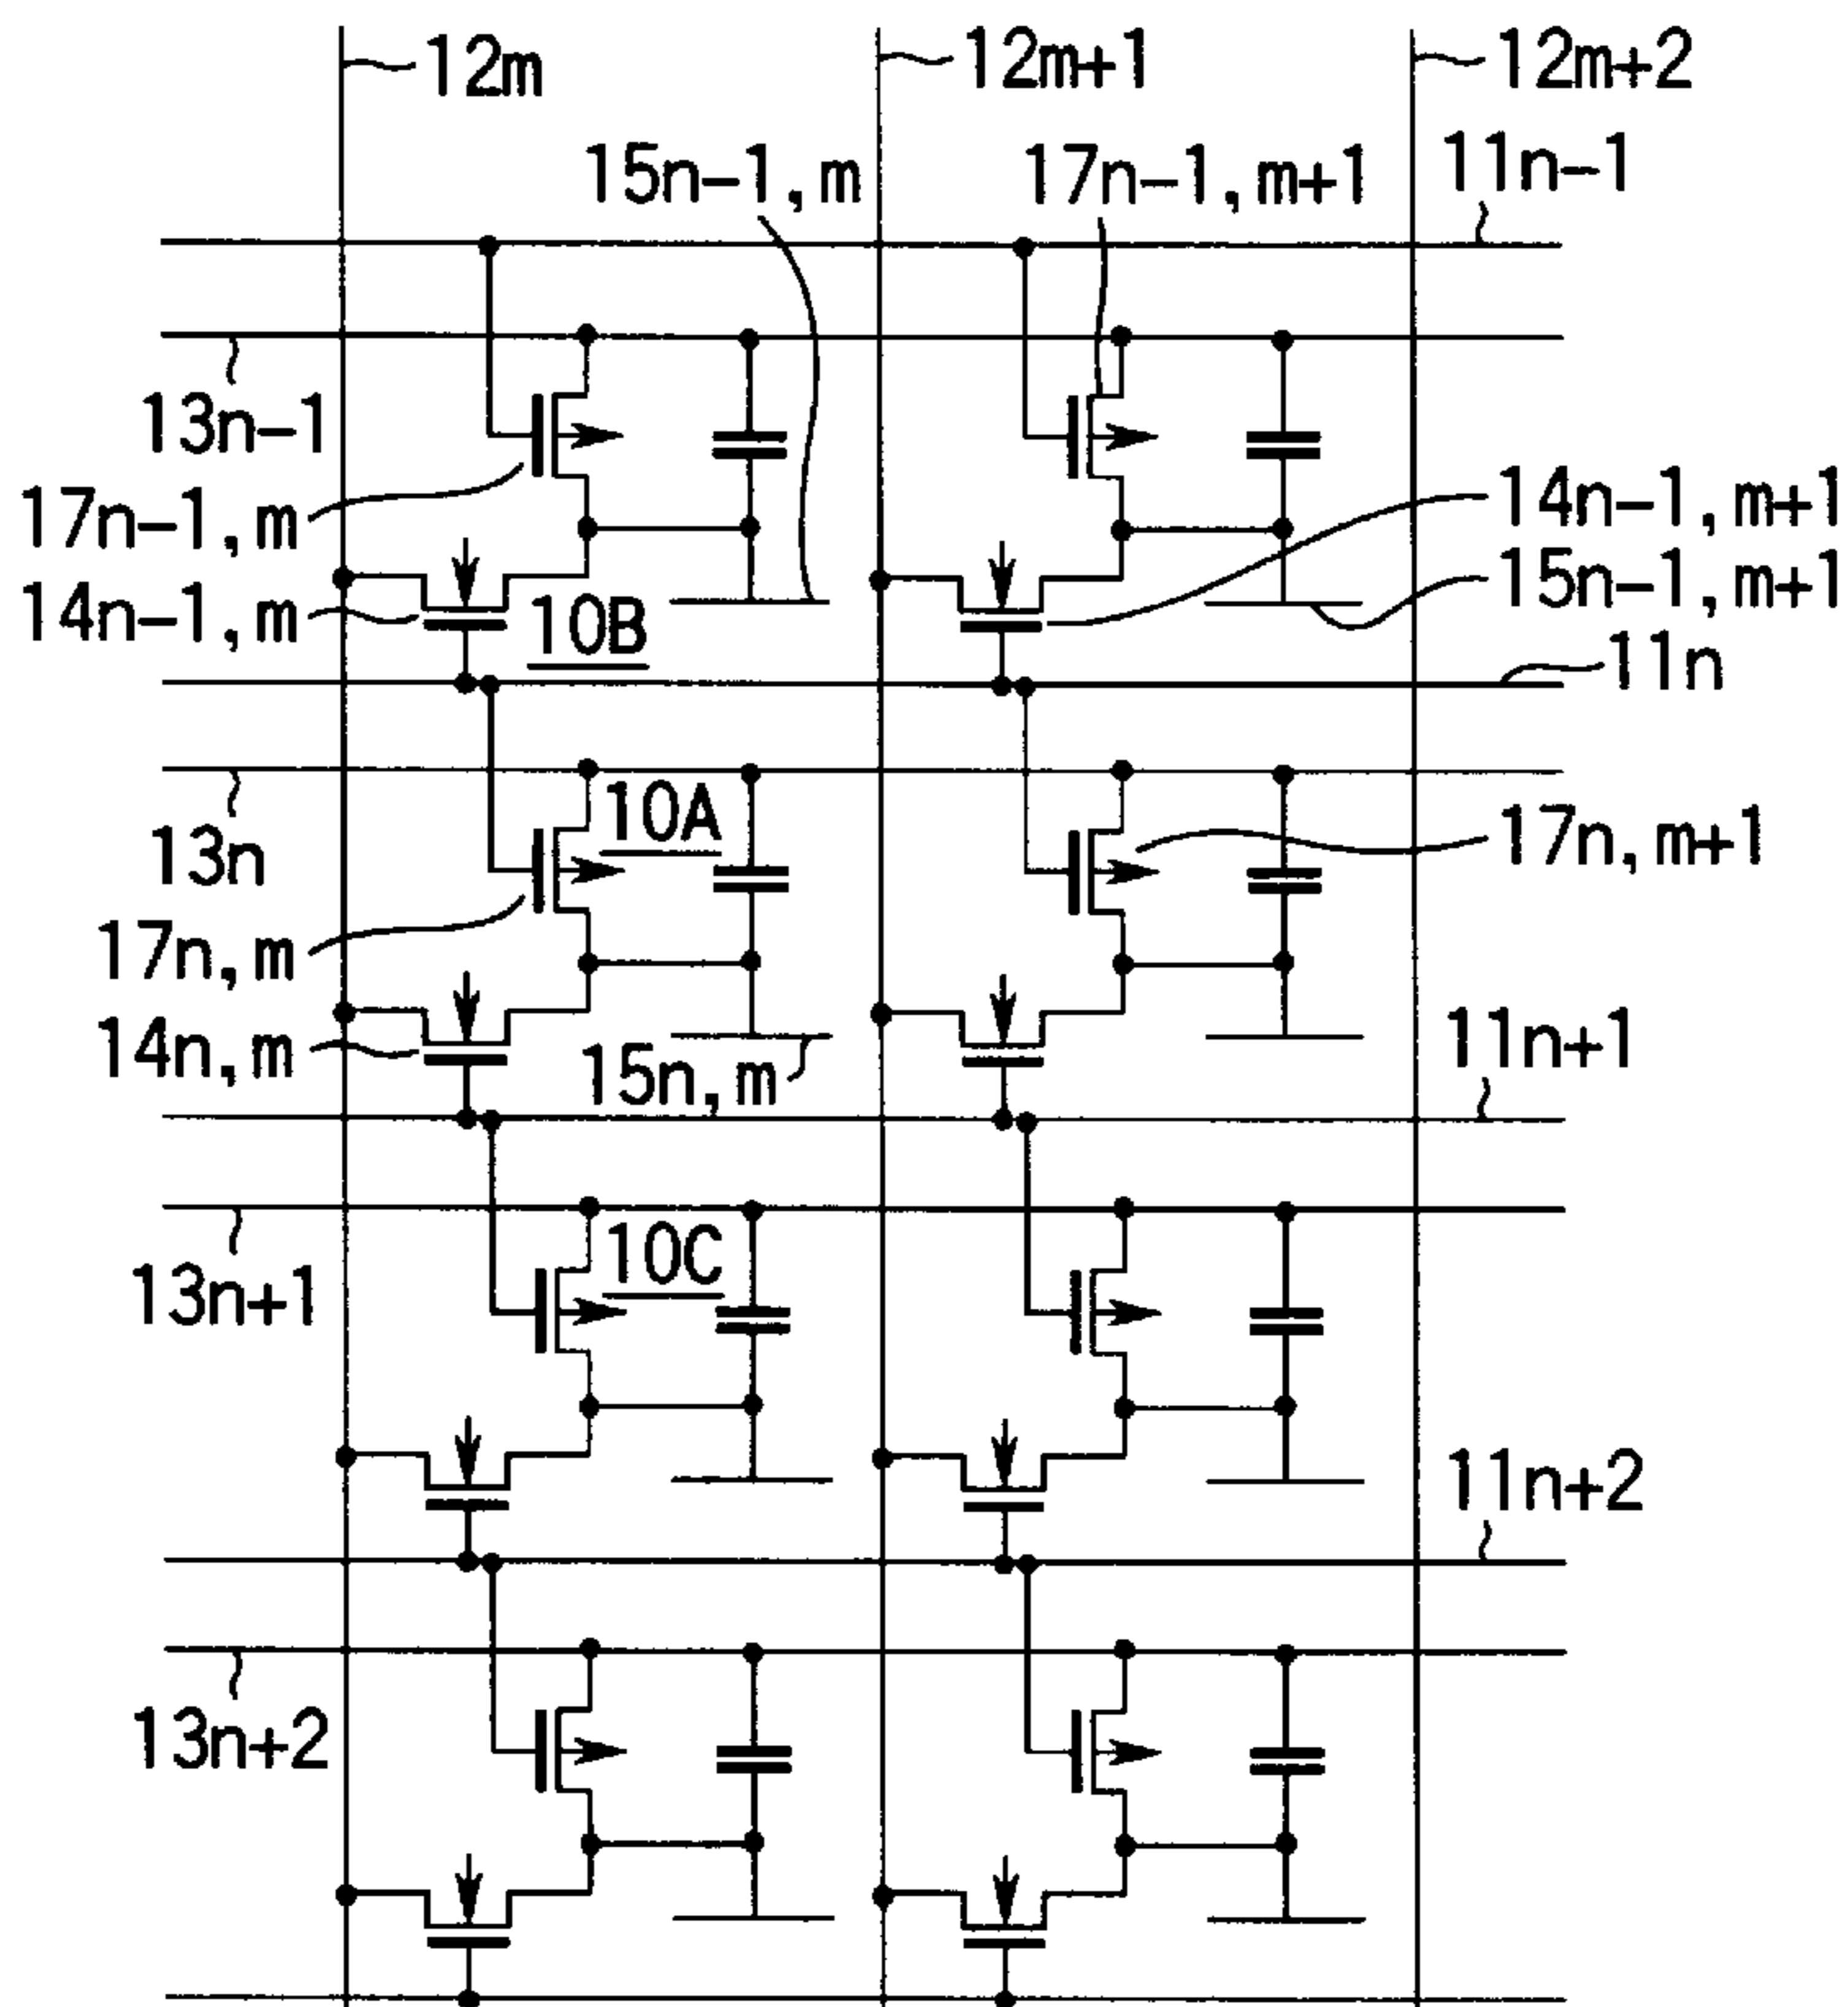 12m
12m+1
12m+2
15n-1,m
17n-1,m+1
11n-1
13n-1
17n-1,m
14n-1,m+1
14n-1,m
10B
15n-1,m+1
11n
13n
10A
17n,m+1
17n,m
14n,m
15n,m
11n+1
13n+1
10C
11n+2
13n+2